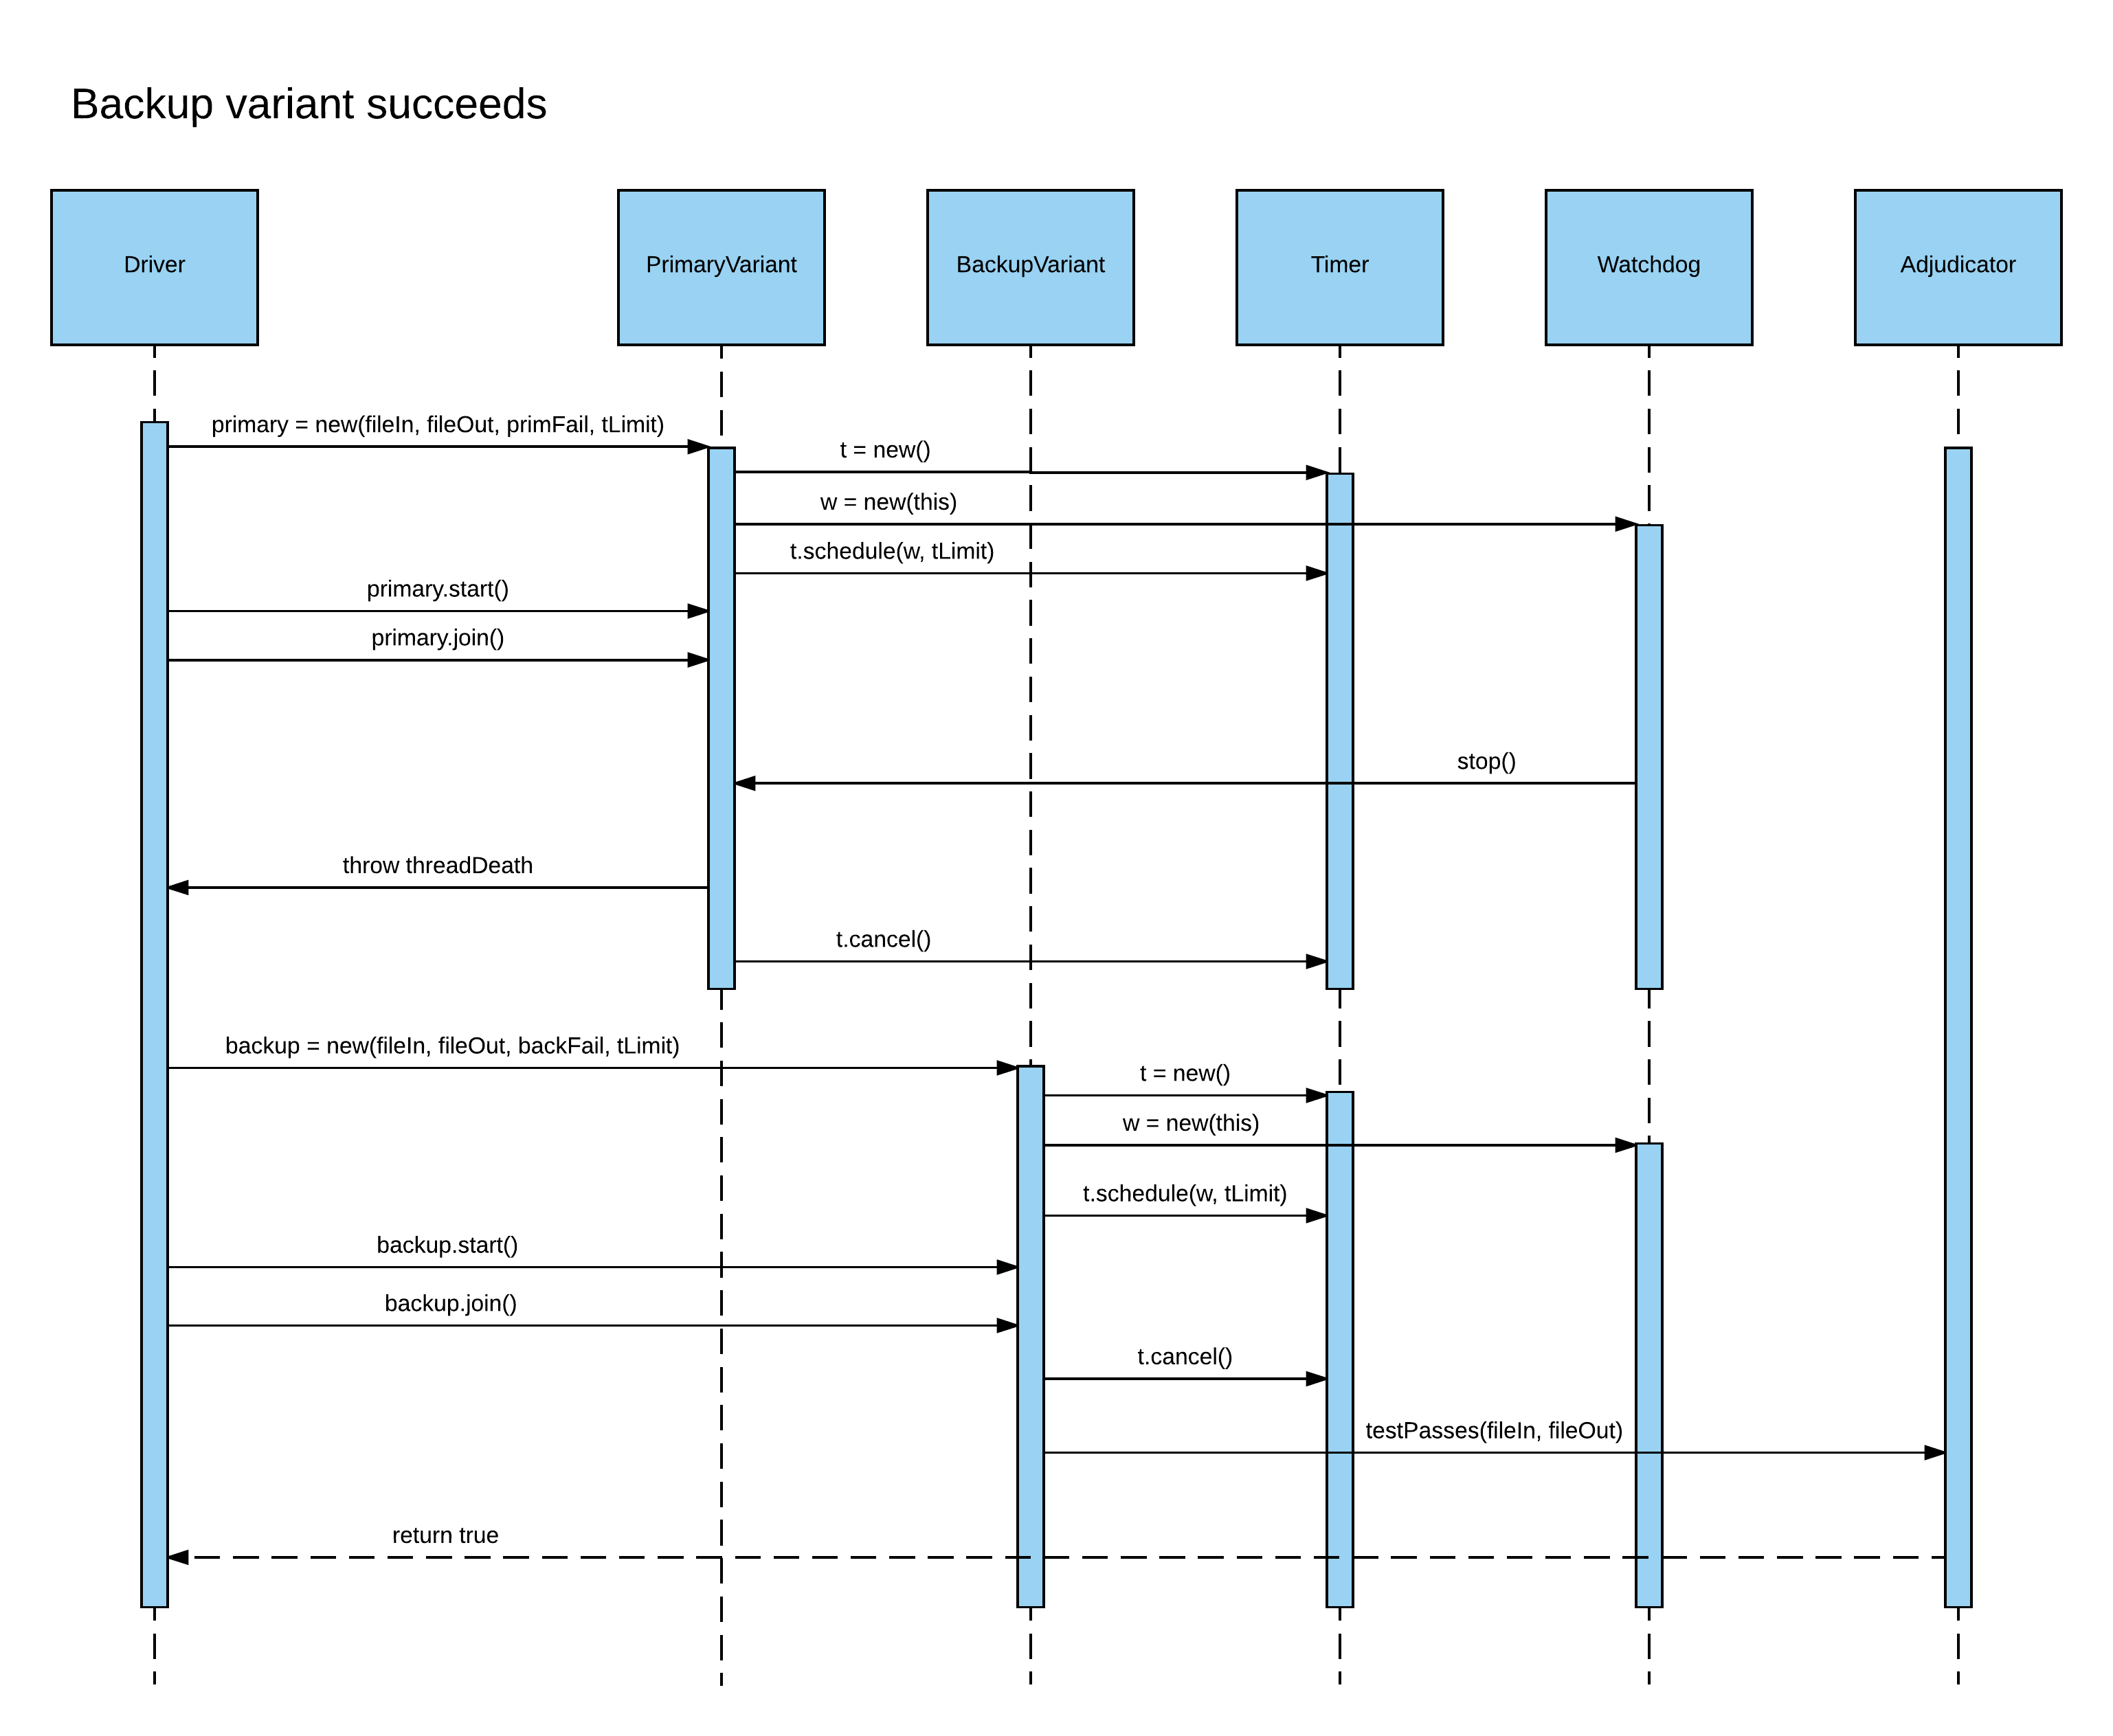 Backup variant succeeds
Driver
PrimaryVariant
BackupVariant
Timer
Watchdog
Adjudicator
primary = new(fileIn, fileOut, primFail, tLimit)
t = new()
w = new(this)
t.schedule(w, tLimit)
primary.start()
primary.join()
stop()
throw threadDeath
t.cancel()
backup = new(fileIn, fileOut, backFail, tLimit)
t = new()
w = new(this)
t.schedule(w, tLimit)
backup.start()
backup.join()
t.cancel()
testPasses(fileIn, fileOut)
return true